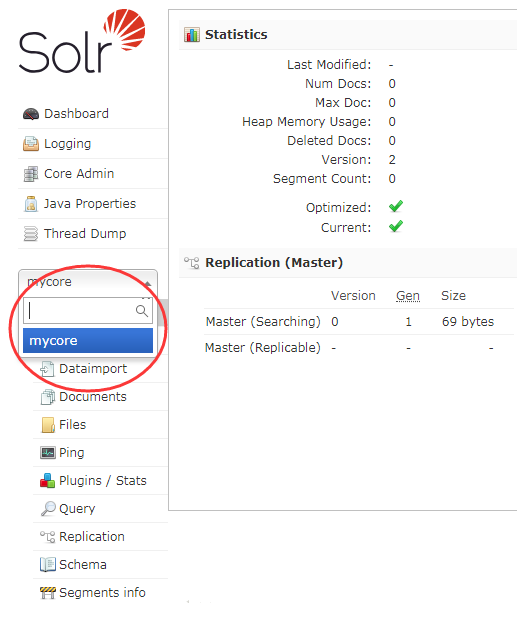 Solr
Dashboard
Logging
Core Admin
Java Properties
Thread Dump
mycore
mycore
Dataimport
Documents
Files
Ping
Plugins / Stats
Query
Replication
Schema
Segments info
Statistics
Last Modified: -
Num Docs: 0
Max Doc: 0
Heap Memory Usage: 0
Deleted Docs: 0
Version: 2
Segment Count: 0
Optimized:
Current:
Replication (Master)
Version Gen Size
Master (Searching) 0 1 69 bytes
Master (Replicable) - - -